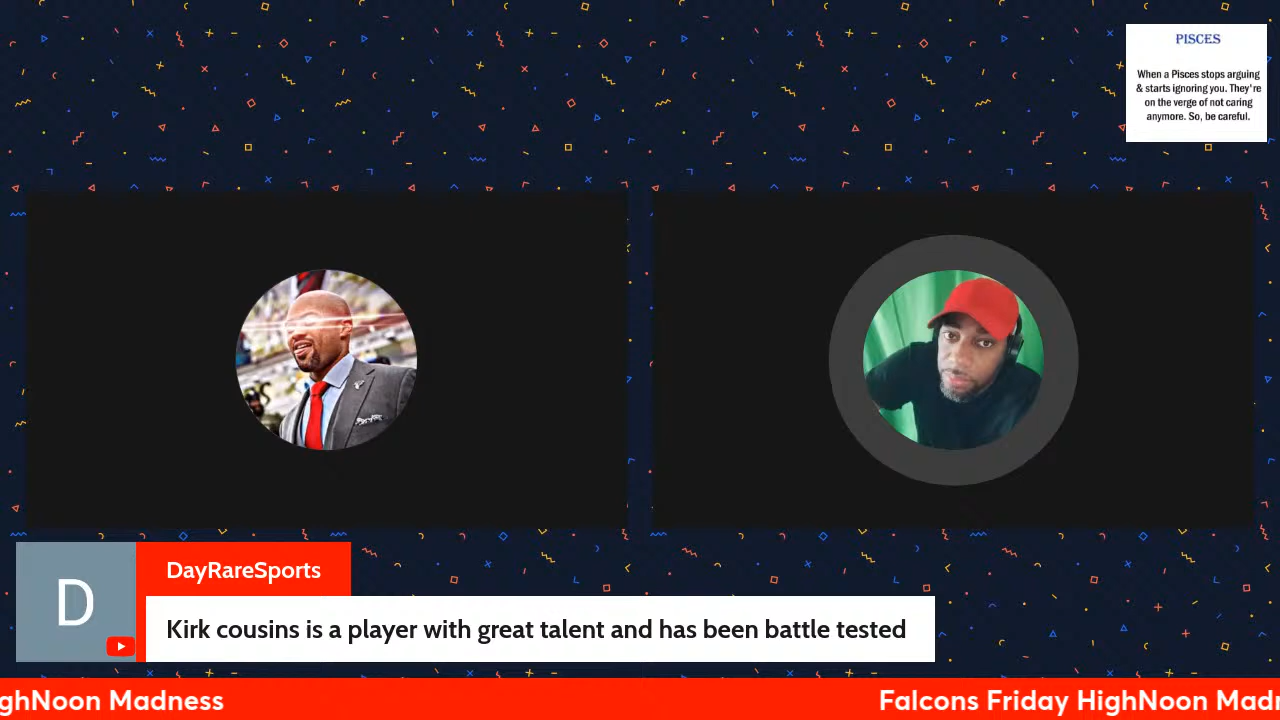 PISCES
When a Pisces stops arguing
& starts ignoring you. They're
on the verge of not caring
anymore. So, be careful.
D
DayRareSports
Kirk cousins is a player with great talent and has been battle tested
ghNoon Madness
Falcons Friday HighNoon Mad